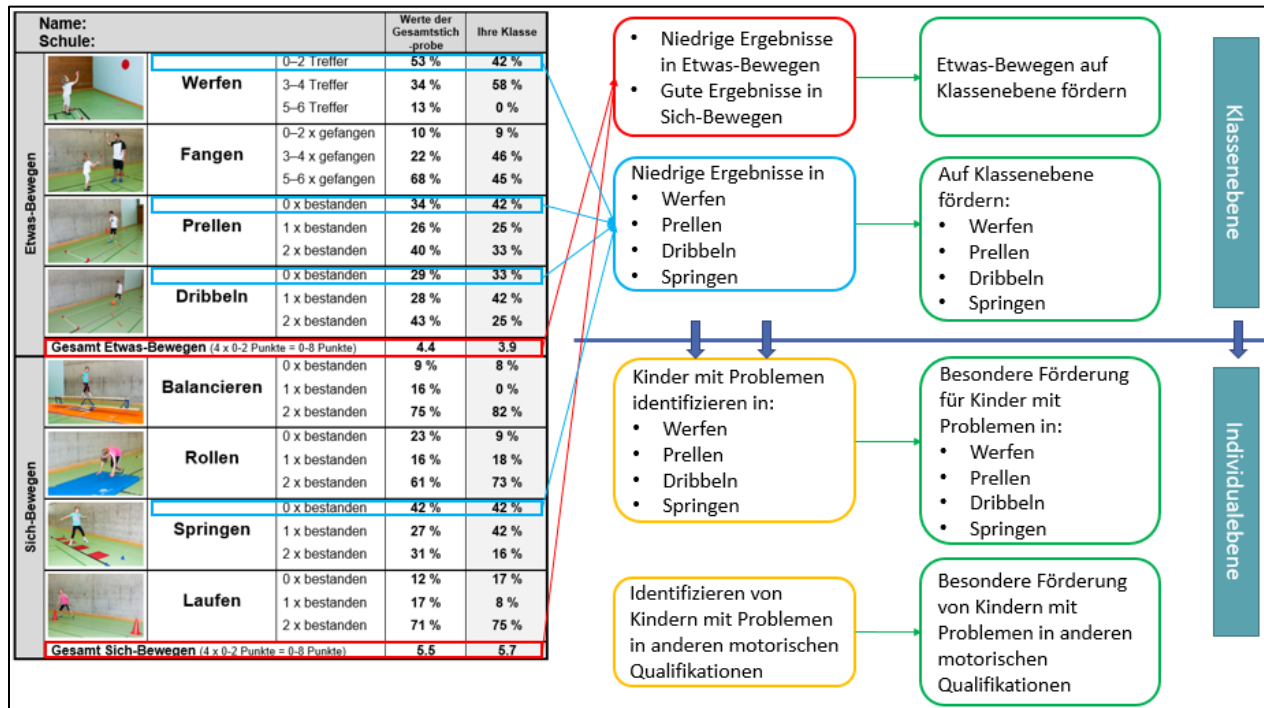 Name:
Schule:
Werte der
Gesamtstich
-probe
Ihre Klasse
Etwas-Bewegen
Werfen
0–2 Treffer 53 % 42 %
3–4 Treffer 34 % 58 %
5–6 Treffer 13 % 0 %
Fangen
0–2 x gefangen 10 % 9 %
3–4 x gefangen 22 % 46 %
5–6 x gefangen 68 % 45 %
Prellen
0 x bestanden 34 % 42 %
1 x bestanden 26 % 25 %
2 x bestanden 40 % 33 %
Dribbeln
0 x bestanden 29 % 33 %
1 x bestanden 28 % 42 %
2 x bestanden 43 % 25 %
Gesamt Etwas-Bewegen (4 x 0-2 Punkte = 0-8 Punkte) 4.4 3.9
Sich-Bewegen
Balancieren
0 x bestanden 9 % 8 %
1 x bestanden 16 % 0 %
2 x bestanden 75 % 82 %
Rollen
0 x bestanden 23 % 9 %
1 x bestanden 16 % 18 %
2 x bestanden 61 % 73 %
Springen
0 x bestanden 42 % 42 %
1 x bestanden 27 % 42 %
2 x bestanden 31 % 16 %
Laufen
0 x bestanden 12 % 17 %
1 x bestanden 17 % 8 %
2 x bestanden 71 % 75 %
Gesamt Sich-Bewegen (4 x 0-2 Punkte = 0-8 Punkte) 5.5 5.7
• Niedrige Ergebnisse
in Etwas-Bewegen
• Gute Ergebnisse in
Sich-Bewegen
Etwas-Bewegen auf
Klassenebene fördern
Niedrige Ergebnisse in
• Werfen
• Prellen
• Dribbeln
• Springen
Auf Klassenebene
fördern:
• Werfen
• Prellen
• Dribbeln
• Springen
Klassenebene
Kinder mit Problemen
identifizieren in:
• Werfen
• Prellen
• Dribbeln
• Springen
Besondere Förderung
für Kinder mit
Problemen in:
• Werfen
• Prellen
• Dribbeln
• Springen
Identifizieren von
Kindern mit Problemen
in anderen motorischen
Qualifikationen
Besondere Förderung
von Kindern mit
Problemen in anderen
motorischen
Qualifikationen
Individualebene